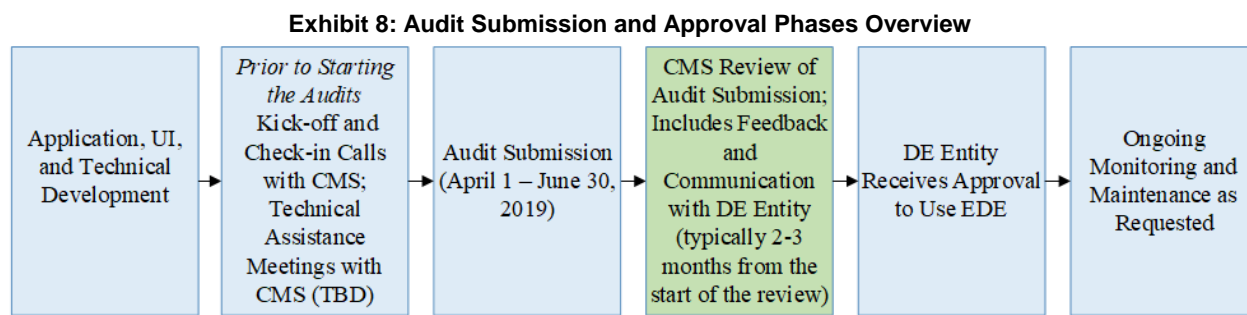 Exhibit 8: Audit Submission and Approval Phases Overview
Application, UI,
and Technical
Development
Prior to Starting
the Audits
Kick-off and
Check-in Calls
with CMS;
Technical
Assistance
Meetings with
CMS (TBD)
Audit Submission
(April 1 – June 30,
2019)
CMS Review of
Audit Submission;
Includes Feedback
and
Communication
with DE Entity
(typically 2-3
months from the
start of the review)
DE Entity
Receives Approval
to Use EDE
Ongoing
Monitoring and
Maintenance as
Requested